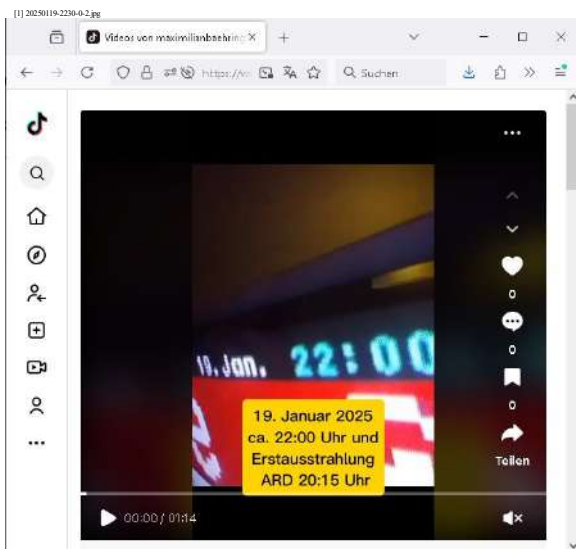 [1] 20250119-2230-0-2.jpg
Videos von maximilianbaehring
https://
Suchen
19. Jan. 22:00
19. Januar 2025
ca. 22:00 Uhr und
Erstausstrahlung
ARD 20:15 Uhr
0
0
0
Teilen
00:00 / 01:14